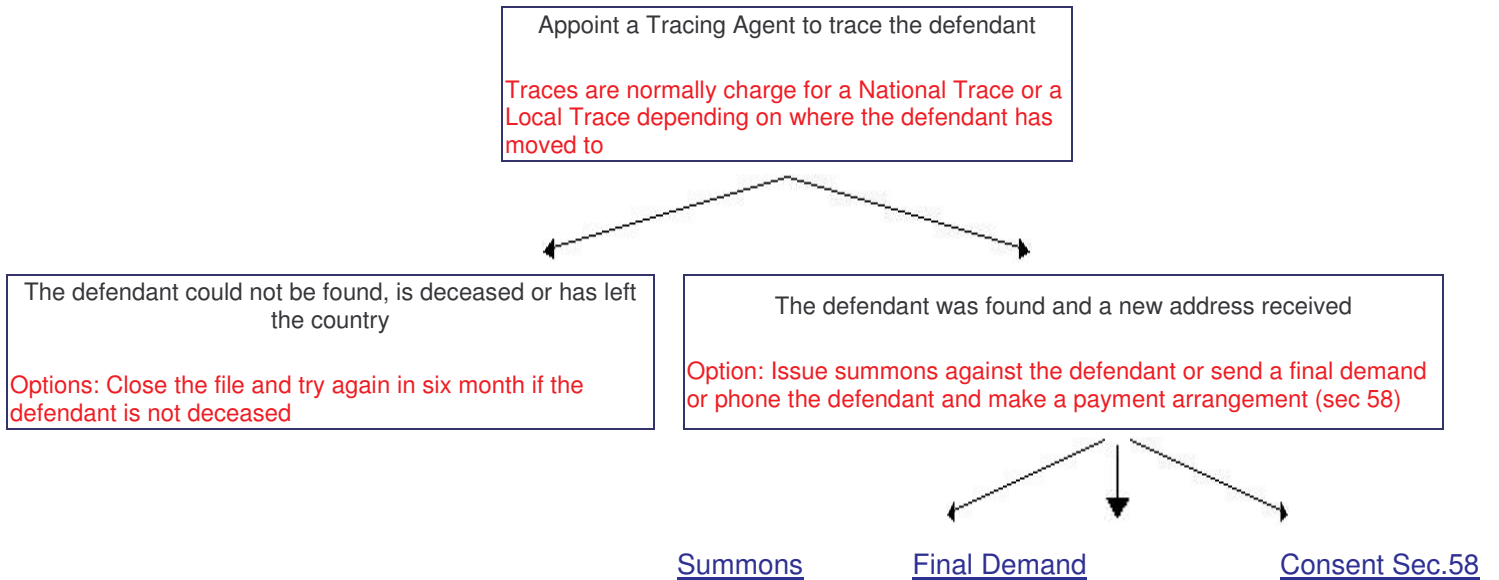 Appoint a Tracing Agent to trace the defendant
Traces are normally charge for a National Trace or a
Local Trace depending on where the defendant has
moved to
The defendant could not be found, is deceased or has left
the country
Options: Close the file and try again in six month if the
defendant is not deceased
The defendant was found and a new address received
Option: Issue summons against the defendant or send a final demand
or phone the defendant and make a payment arrangement (sec 58)
Summons
Final Demand
Consent Sec.58